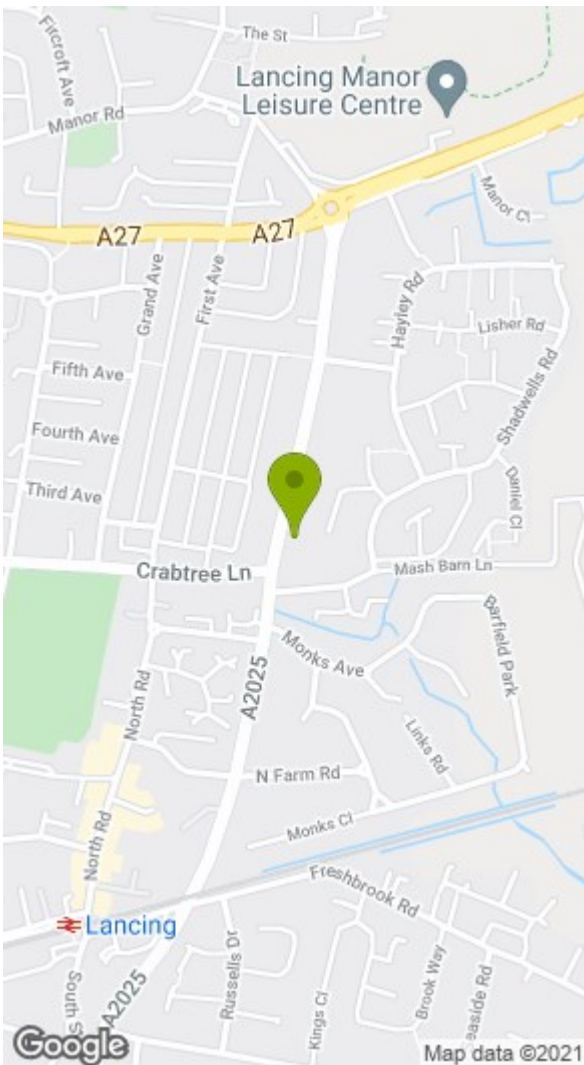 The St
Fircroft Ave
Lancing Manor
Leisure Centre
Manor Rd
Manor Cl
A27
A27
Grand Ave
First Ave
Hayley Rd
Lisher Rd
Fifth Ave
Shadwells Rd
Fourth Ave
Third Ave
Daniel Cl
Crabtree Ln
Mash Barn Ln
Barfield Park
Monks Ave
A2025
North Rd
Links Rd
N Farm Rd
Monks Cl
North Rd
Freshbrook Rd
Lancing
Russells Dr
Brook Way
Seaside Rd
Kings Cl
South St
A2025
Google
Map data ©2021